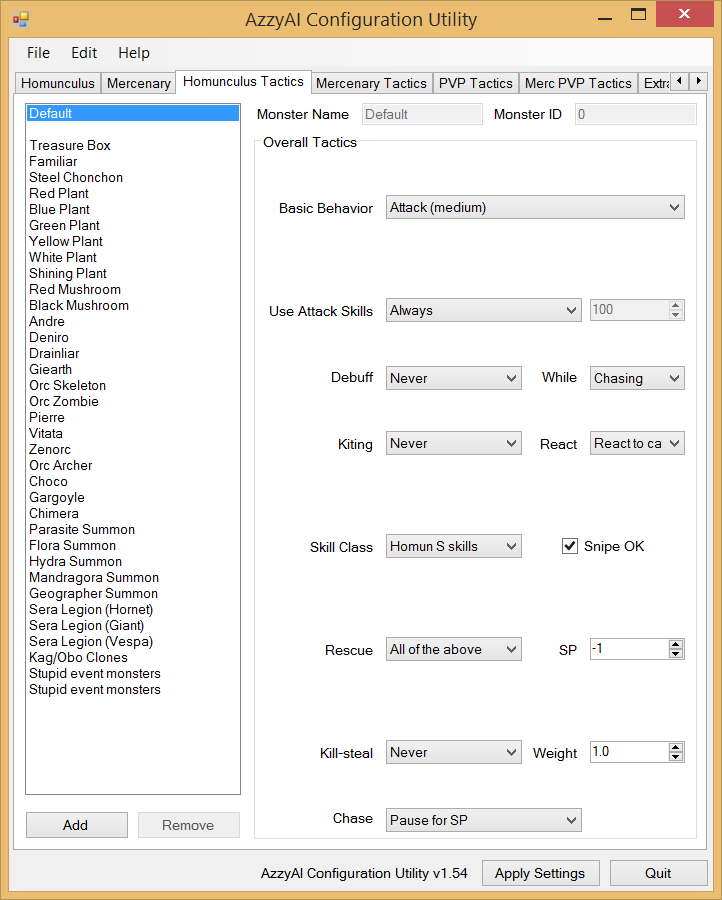 AzzyAI Configuration Utility
File Edit Help
Homunculus Mercenary Homunculus Tactics Mercenary Tactics PVP Tactics Merc PVP Tactics Extra
Default
Treasure Box
Familiar
Steel Chonchon
Red Plant
Blue Plant
Green Plant
Yellow Plant
White Plant
Shining Plant
Red Mushroom
Black Mushroom
Andre
Deniro
Drainliar
Giearth
Orc Skeleton
Orc Zombie
Pierre
Vitata
Zenorc
Orc Archer
Choco
Gargoyle
Chimera
Parasite Summon
Flora Summon
Hydra Summon
Mandragora Summon
Geographer Summon
Sera Legion (Hornet)
Sera Legion (Giant)
Sera Legion (Vespa)
Kag/Obo Clones
Stupid event monsters
Stupid event monsters
Add Remove
Monster Name Default Monster ID 0
Overall Tactics
Basic Behavior Attack (medium)
Use Attack Skills Always 100
Debuff Never While Chasing
Kiting Never React React to ca
Skill Class Homun S skills Snipe OK
Rescue All of the above SP -1
Kill-steal Never Weight 1.0
Chase Pause for SP
AzzyAI Configuration Utility v1.54 Apply Settings Quit